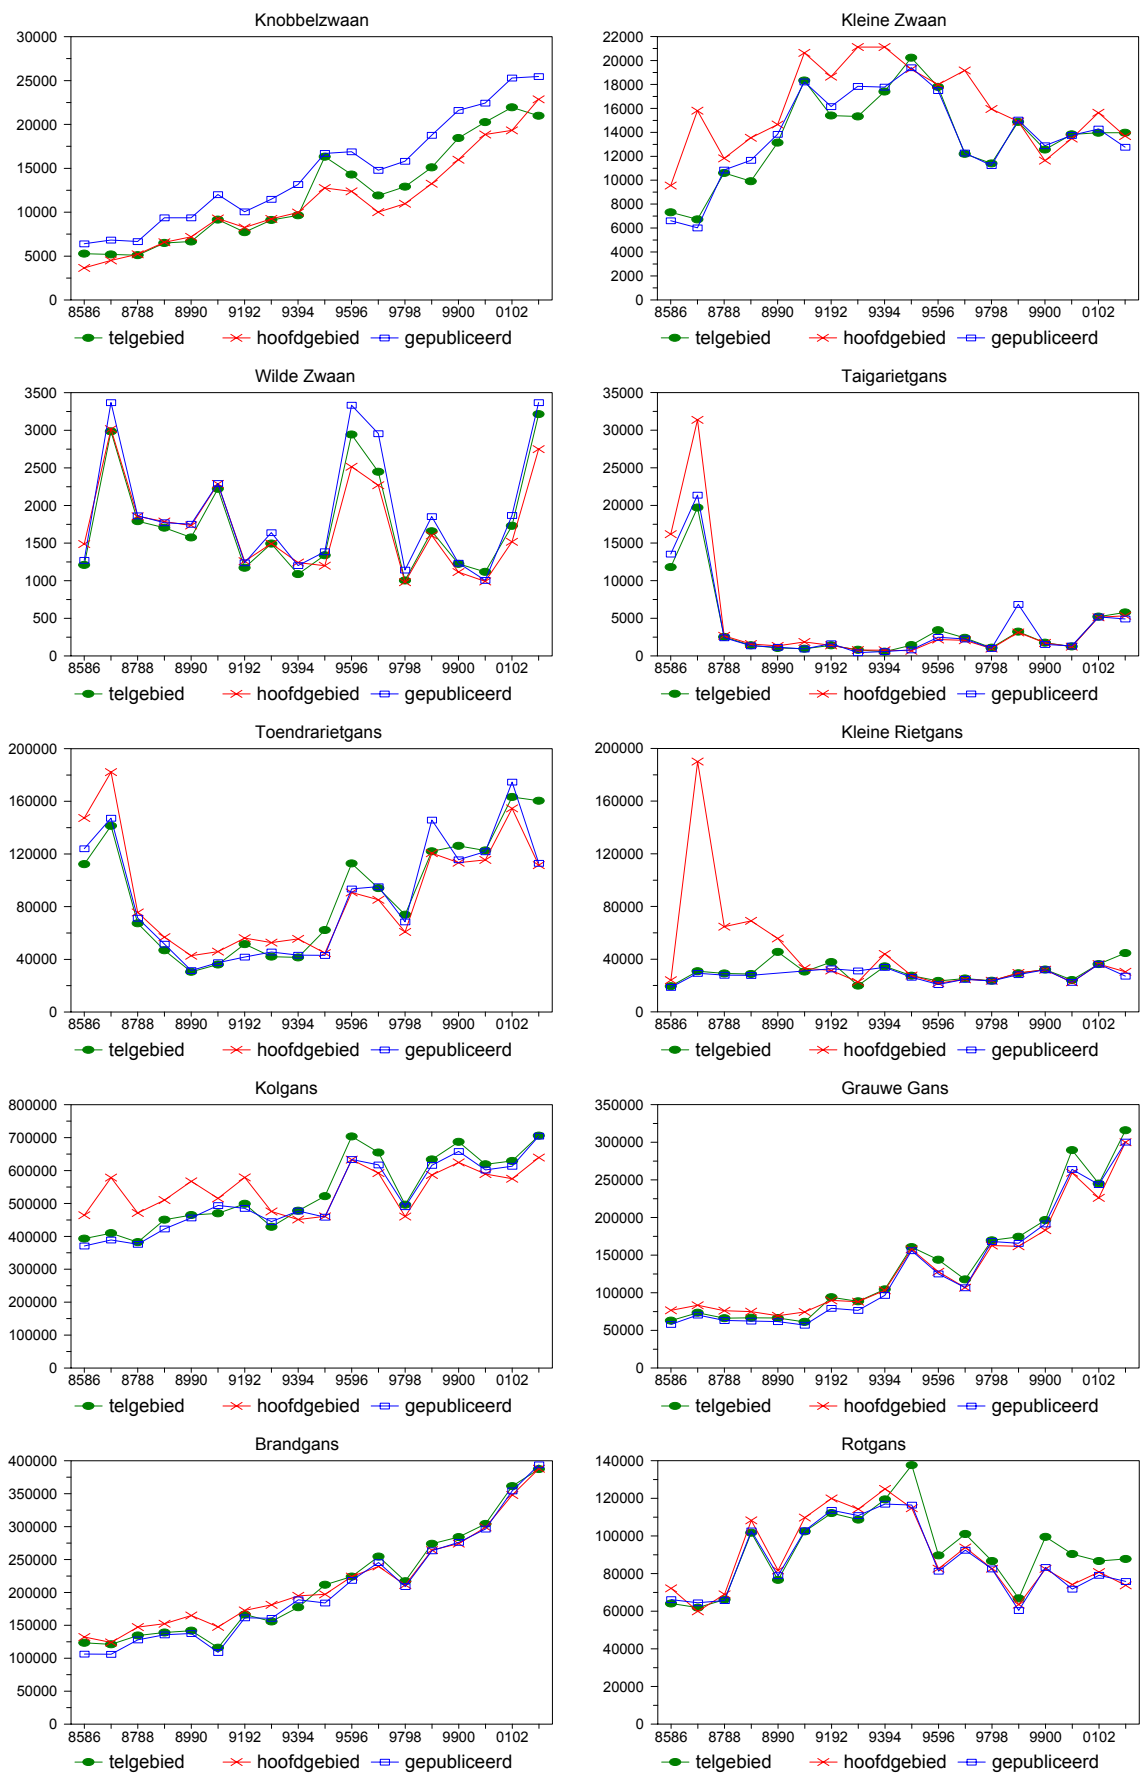 Knobbelzwaan
30000
25000
20000
15000
10000
5000
0
8586 8788 8990 9192 9394 9596 9798 9900 0102
telgebied hoofdgebied gepubliceerd
Kleine Zwaan
22000
20000
18000
16000
14000
12000
10000
8000
6000
4000
2000
0
8586 8788 8990 9192 9394 9596 9798 9900 0102
telgebied hoofdgebied gepubliceerd
Wilde Zwaan
3500
3000
2500
2000
1500
1000
500
0
8586 8788 8990 9192 9394 9596 9798 9900 0102
telgebied hoofdgebied gepubliceerd
Taigarietgans
35000
30000
25000
20000
15000
10000
5000
0
8586 8788 8990 9192 9394 9596 9798 9900 0102
telgebied hoofdgebied gepubliceerd
Toendrarietgans
200000
160000
120000
80000
40000
0
8586 8788 8990 9192 9394 9596 9798 9900 0102
telgebied hoofdgebied gepubliceerd
Kleine Rietgans
200000
160000
120000
80000
40000
0
8586 8788 8990 9192 9394 9596 9798 9900 0102
telgebied hoofdgebied gepubliceerd
Kolgans
800000
700000
600000
500000
400000
300000
200000
100000
0
8586 8788 8990 9192 9394 9596 9798 9900 0102
telgebied hoofdgebied gepubliceerd
Grauwe Gans
350000
300000
250000
200000
150000
100000
50000
0
8586 8788 8990 9192 9394 9596 9798 9900 0102
telgebied hoofdgebied gepubliceerd
Brandgans
400000
350000
300000
250000
200000
150000
100000
50000
0
8586 8788 8990 9192 9394 9596 9798 9900 0102
telgebied hoofdgebied gepubliceerd
Rotgans
140000
120000
100000
80000
60000
40000
20000
0
8586 8788 8990 9192 9394 9596 9798 9900 0102
telgebied hoofdgebied gepubliceerd